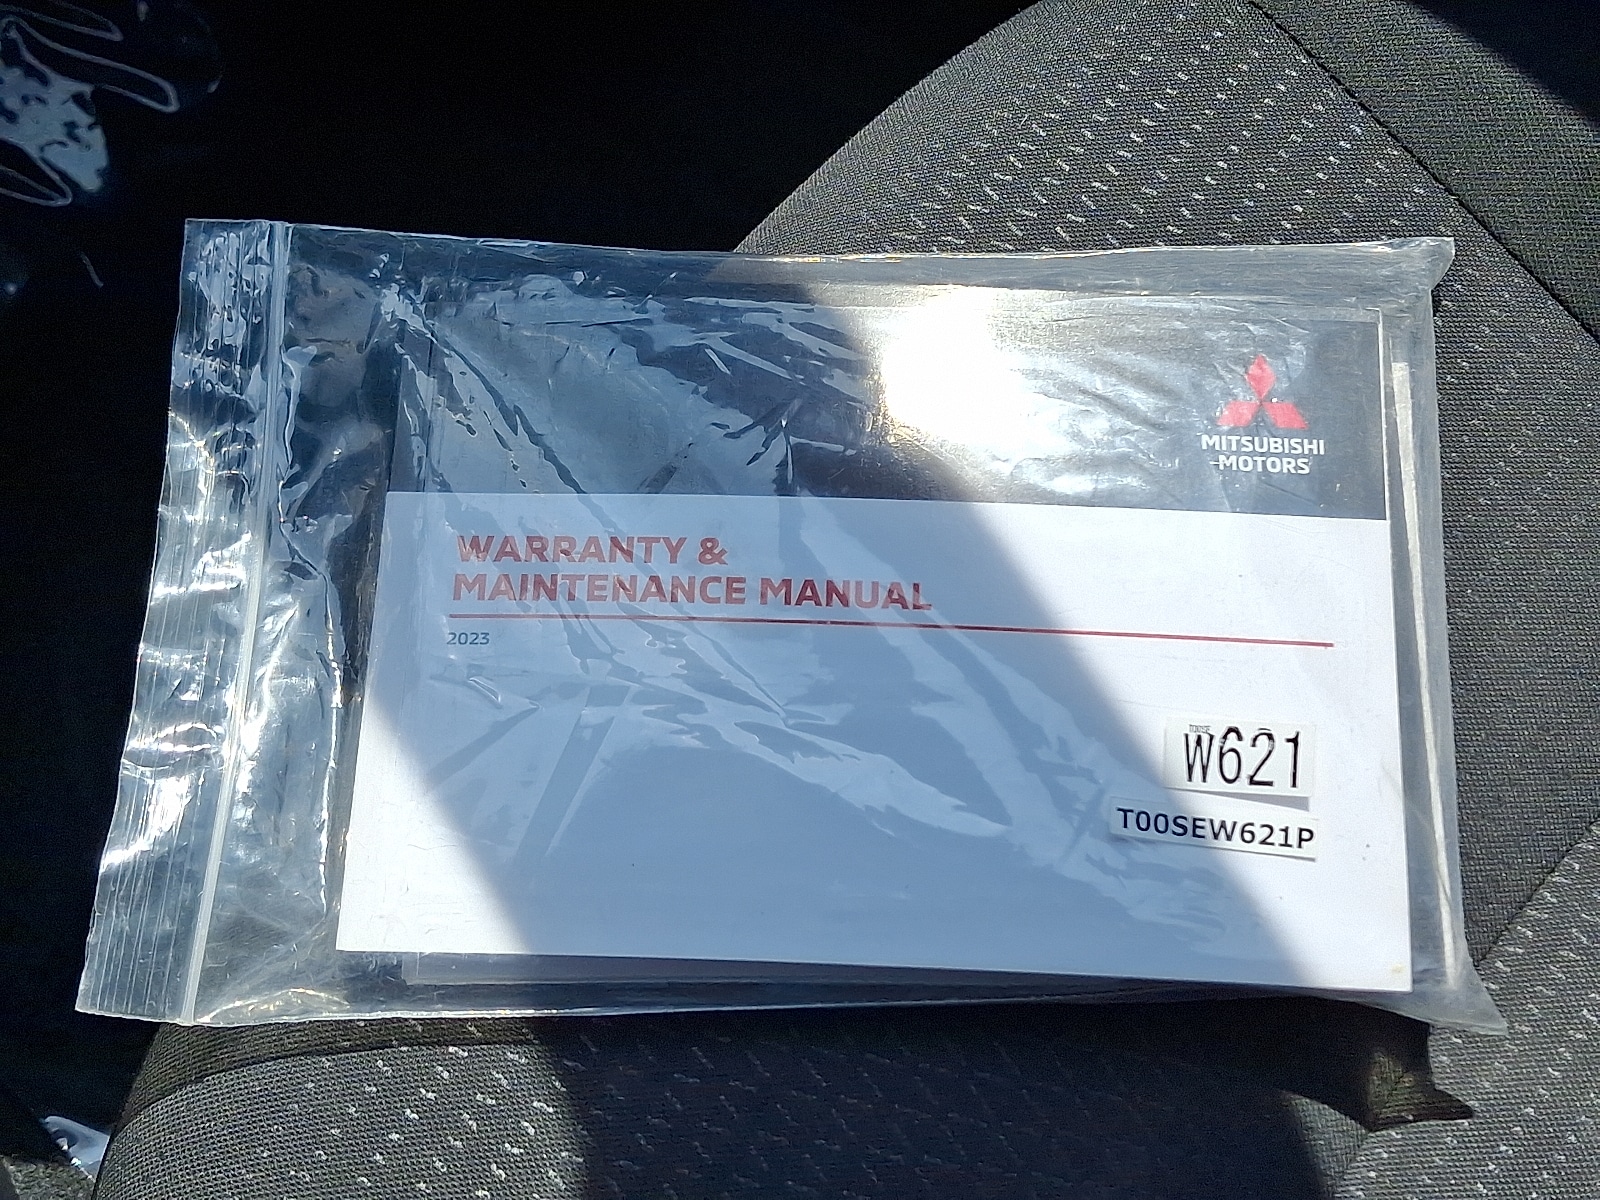 MITSUBISHI
MOTORS
WARRANTY &
MAINTENANCE MANUAL
2023
W621
T00SEW621P